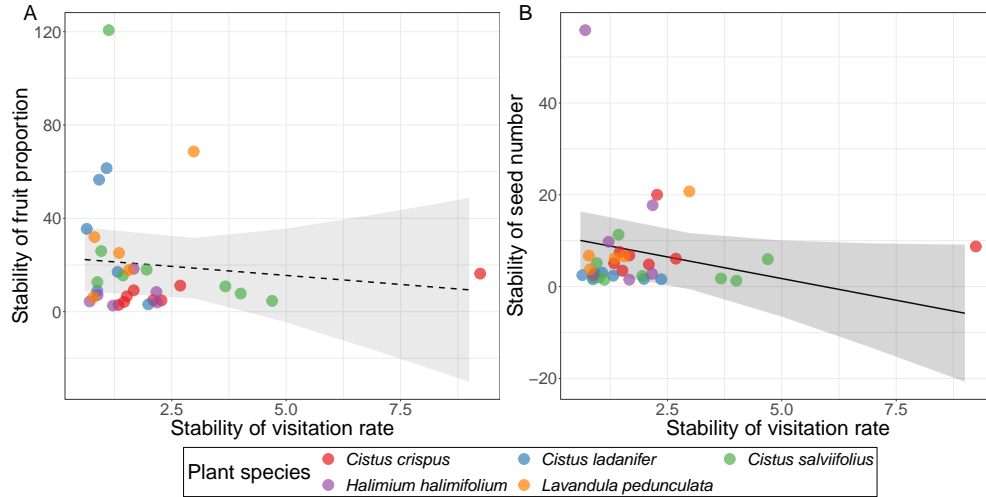 A
Stability of fruit proportion
120
80
40
0
2.5 5.0 7.5
Stability of visitation rate
B
Stability of seed number
40
20
0
−20
2.5 5.0 7.5
Stability of visitation rate
Plant species
Cistus crispus Cistus ladanifer Cistus salviifolius
Halimium halimifolium Lavandula pedunculata